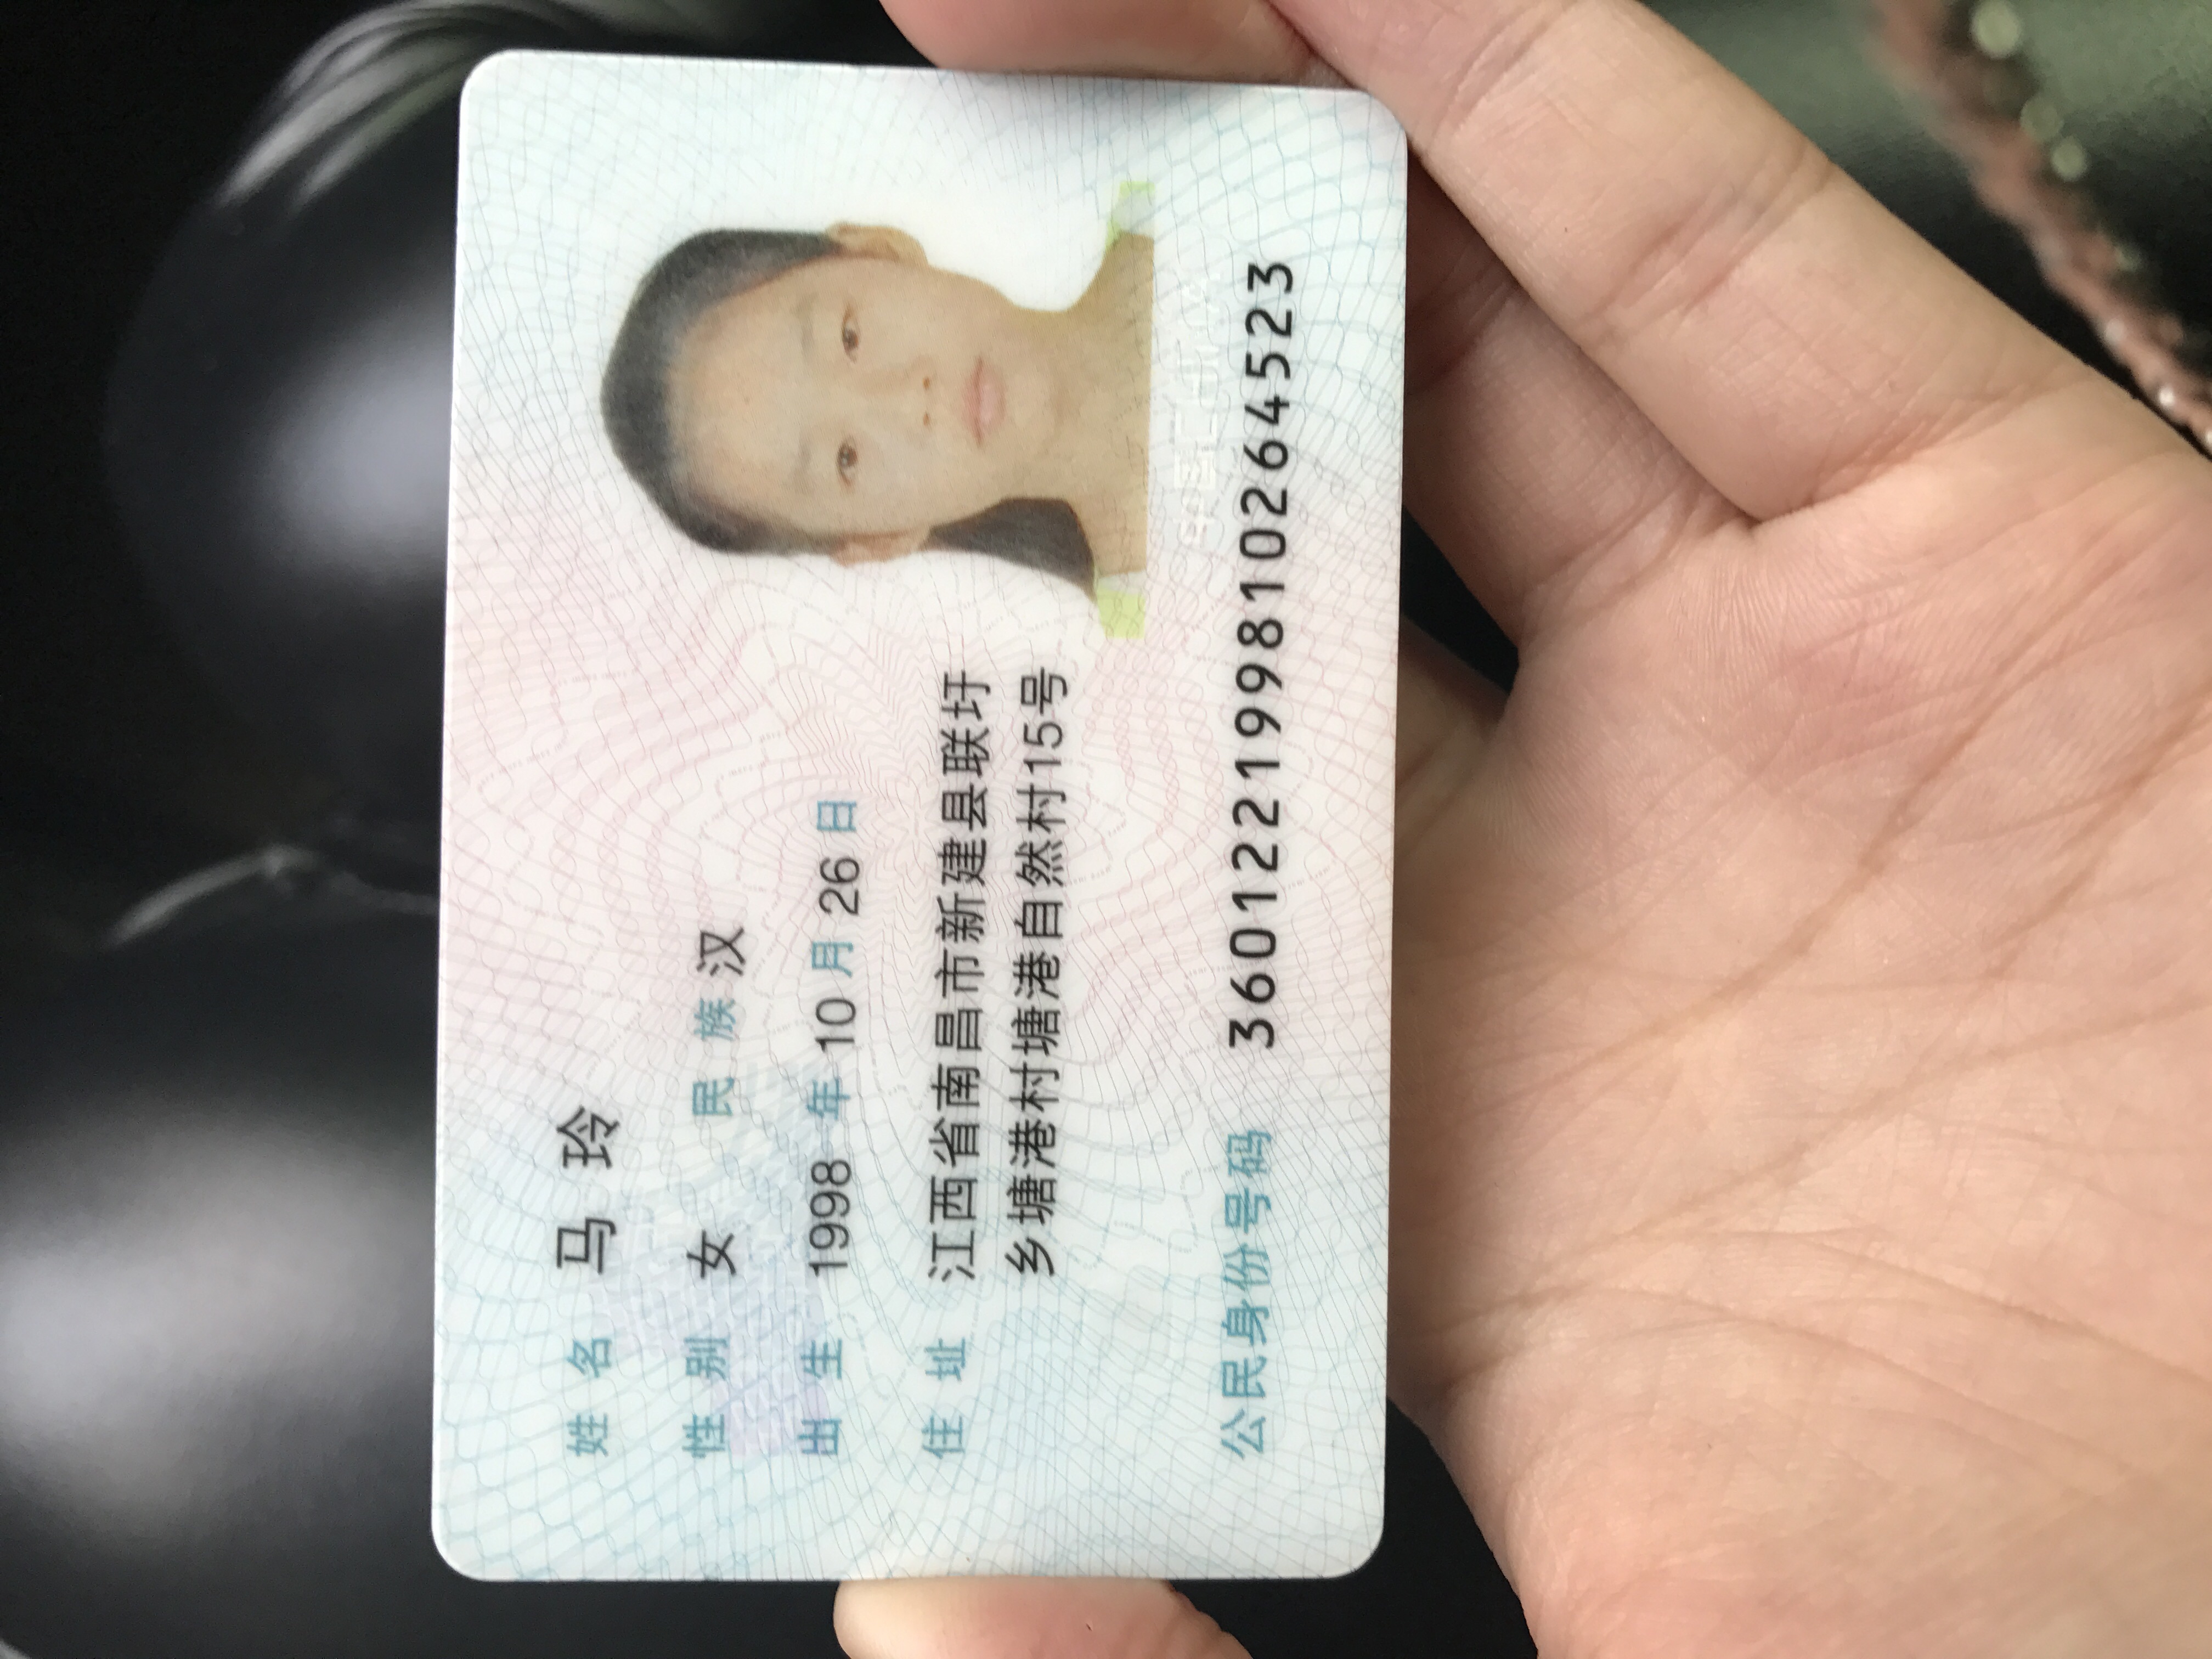 姓名 马玲
性别 女 民族 汉
出生 1998 年 10 月 26 日
住址 江西省南昌市新建县联圩
乡塘港村塘港自然村15号
中国CHINA
公民身份号码 360122199810264523